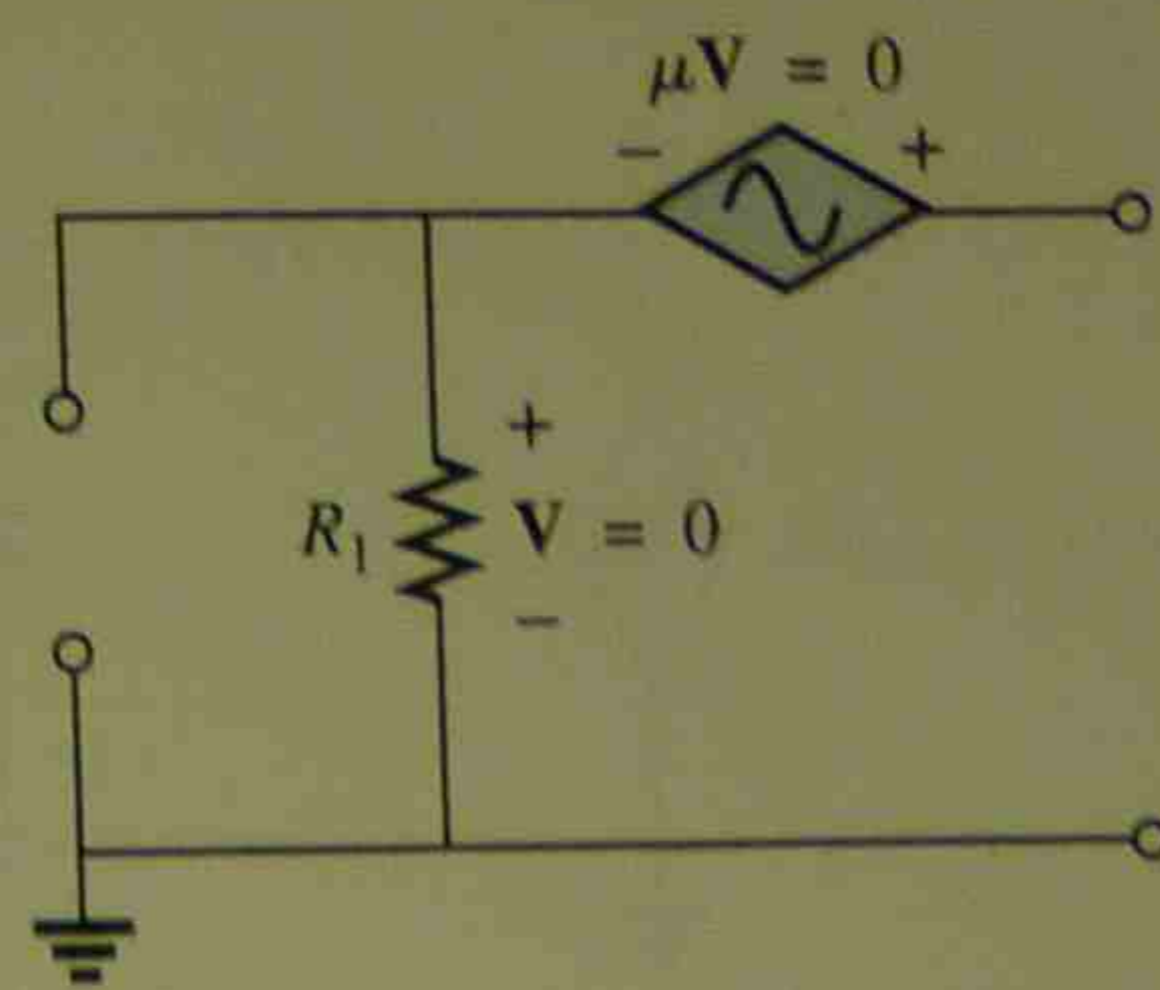 μV = 0
− +
+
R₁ V = 0
−